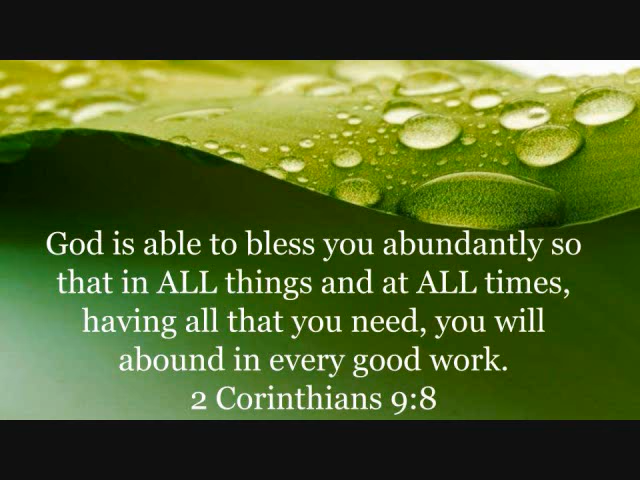 God is able to bless you abundantly so
that in ALL things and at ALL times,
having all that you need, you will
abound in every good work.
2 Corinthians 9:8